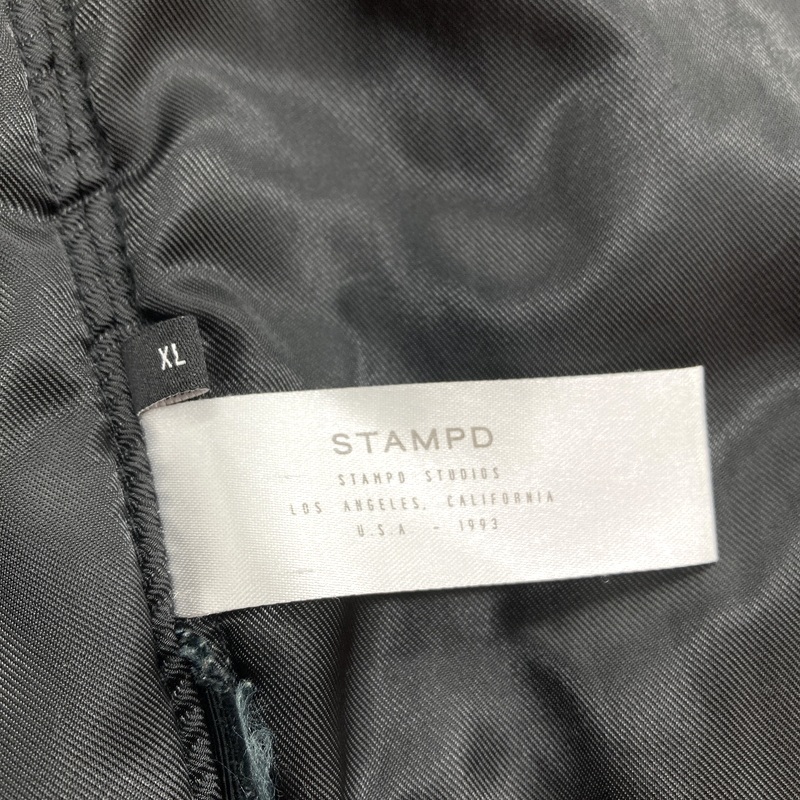 XL
STAMPD
STAMPD STUDIOS
LOS ANGELES, CALIFORNIA
U.S.A - 1993